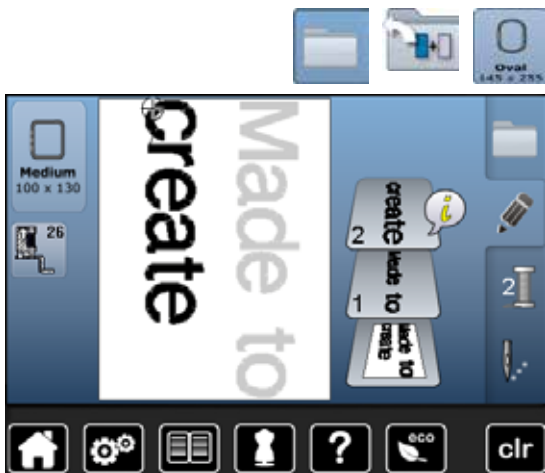 Oval
145 x 255
Medium
100 x 130
26
create
Made to
2
create
i
1
Made to
Made to
create
2
?
eco
clr